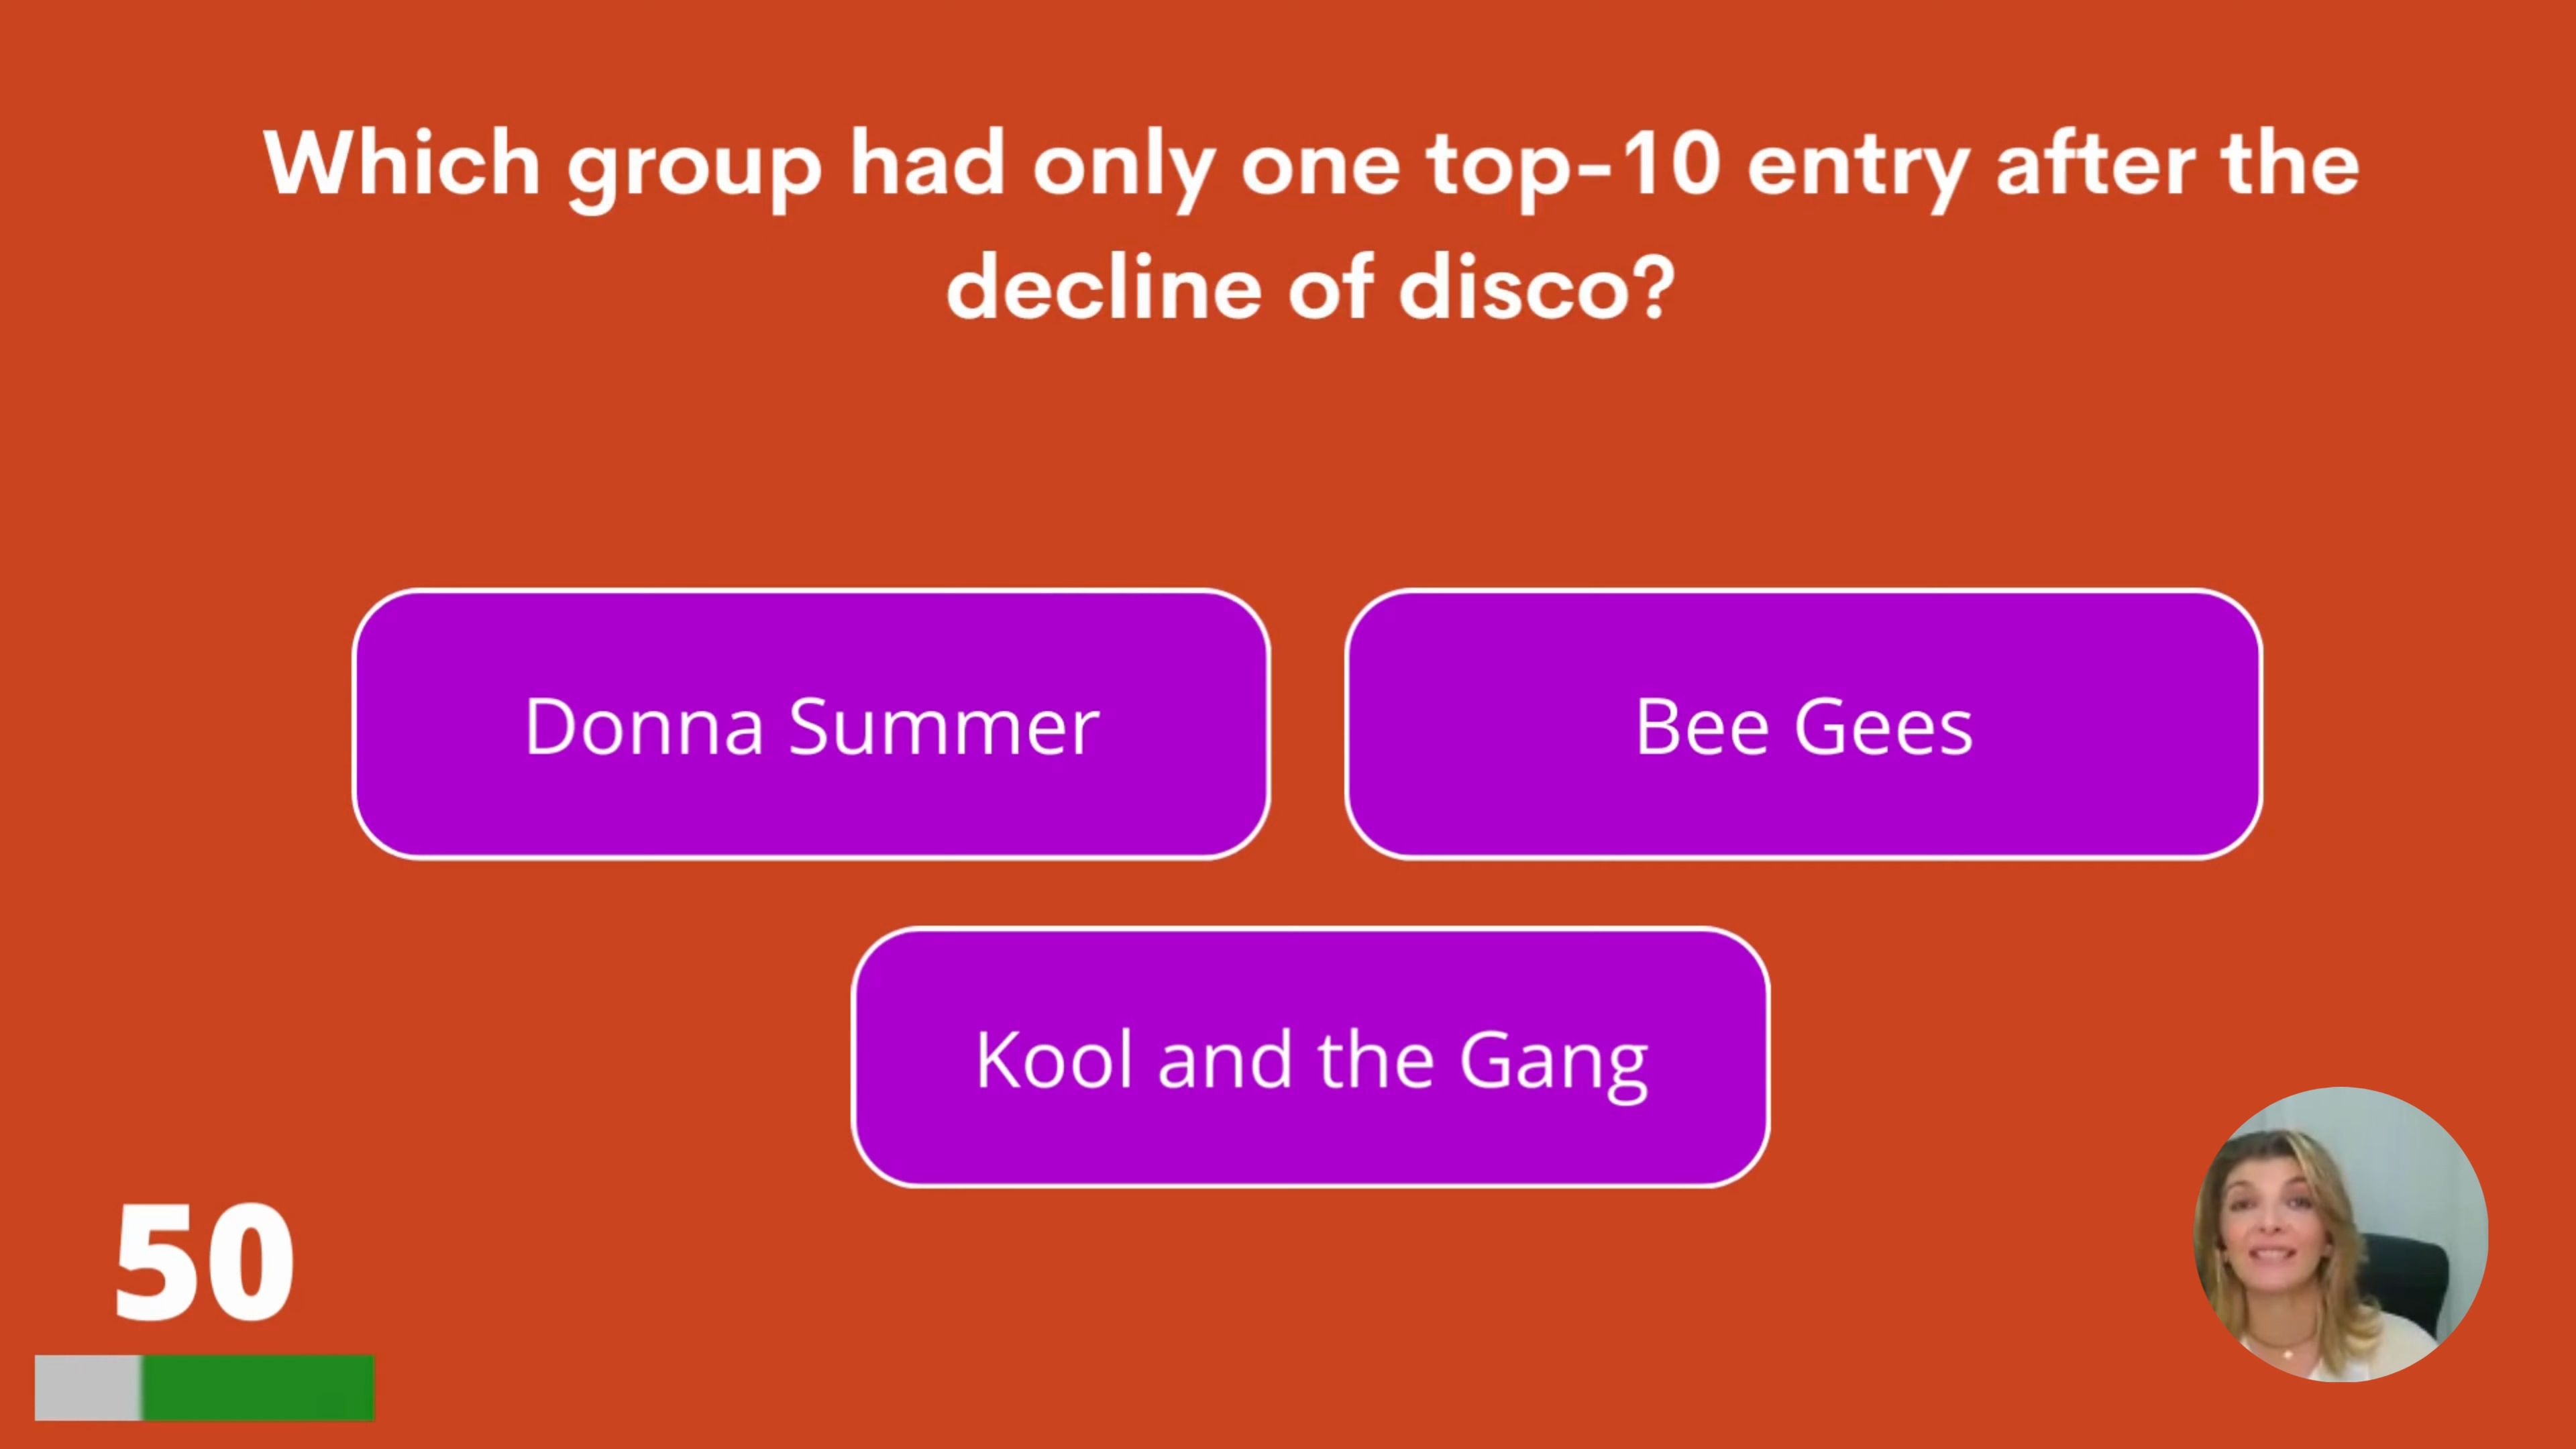 Which group had only one top-10 entry after the
decline of disco?
Donna Summer
Bee Gees
Kool and the Gang
50